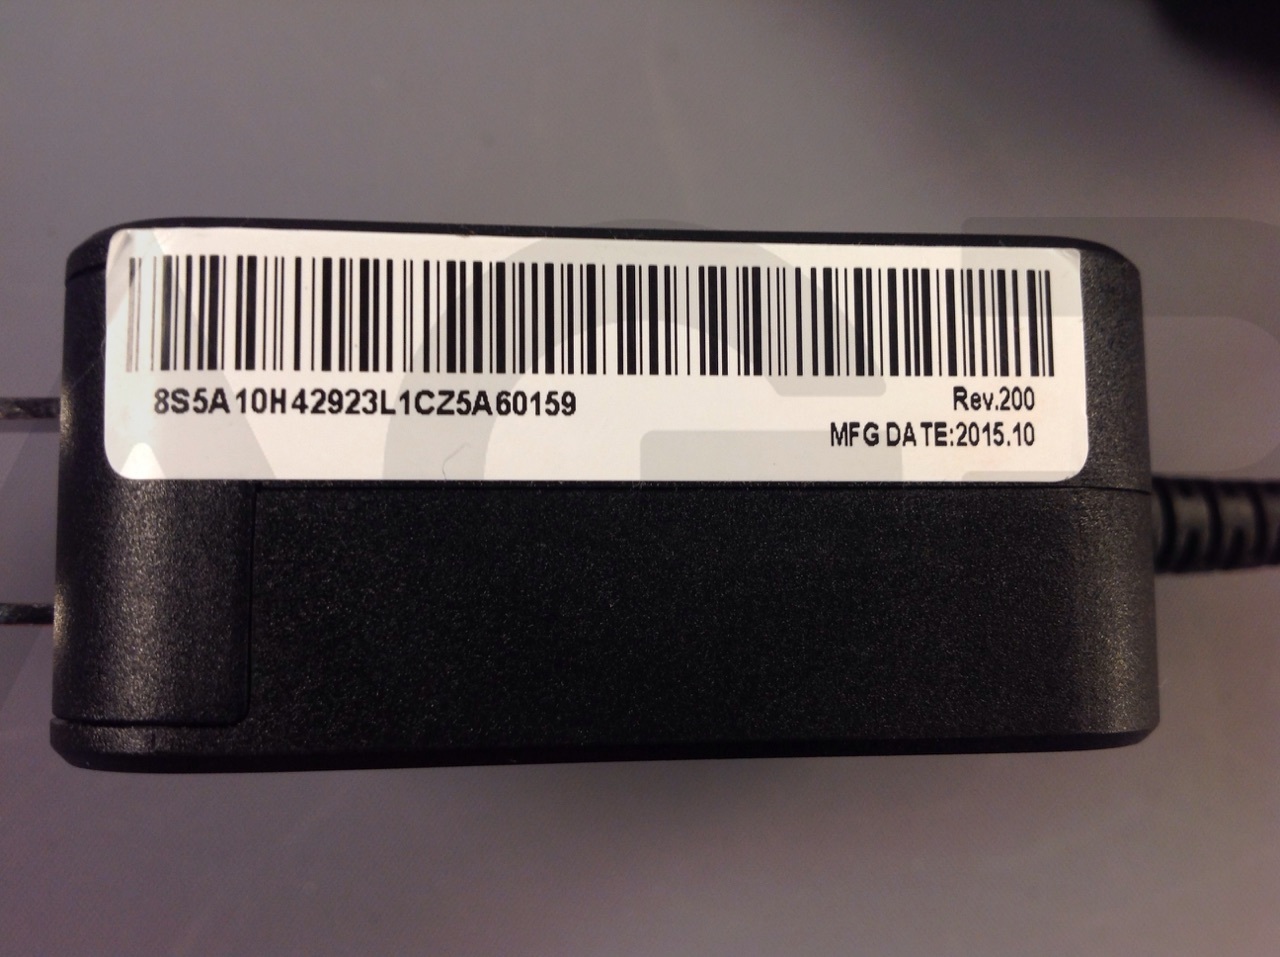 8S5A10H42923L1CZ5A60159
Rev.200
MFG DATE:2015.10